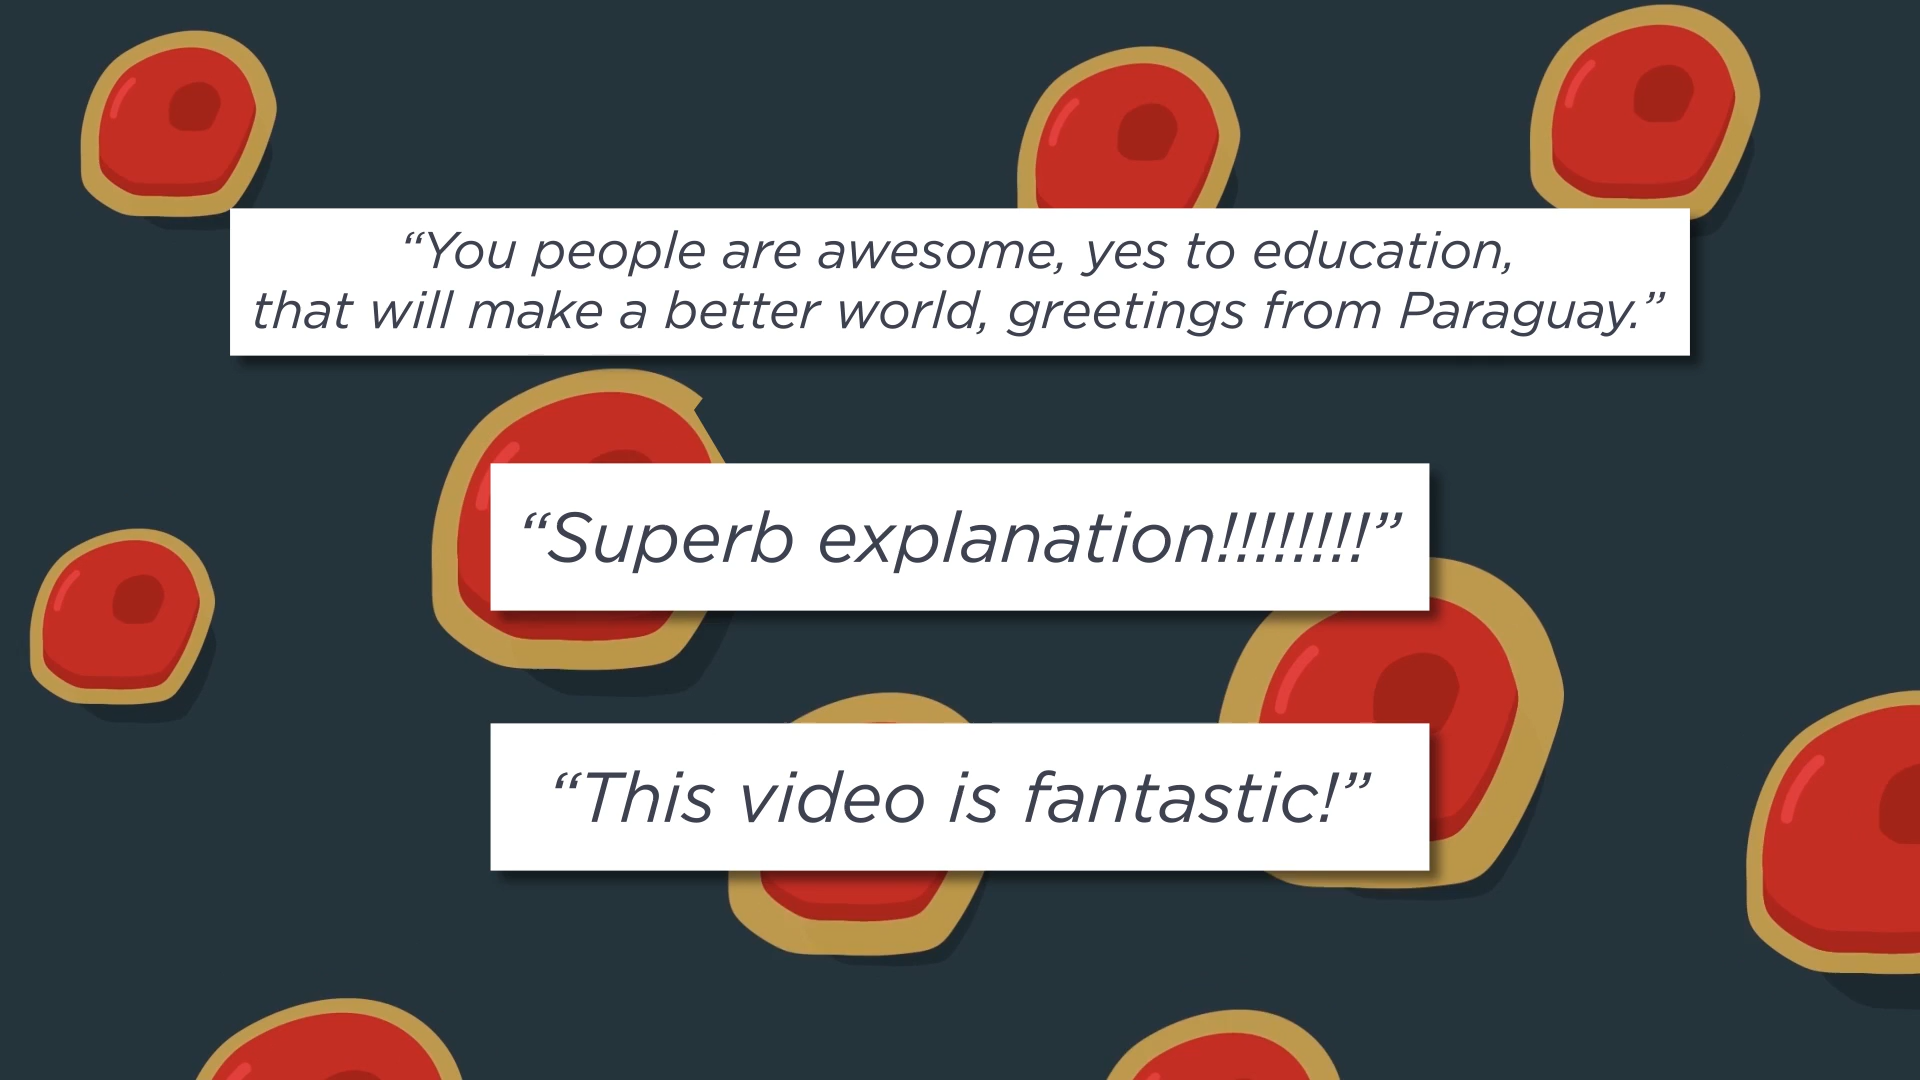 “You people are awesome, yes to education,
that will make a better world, greetings from Paraguay.”
“Superb explanation!!!!!!!!!”
“This video is fantastic!”